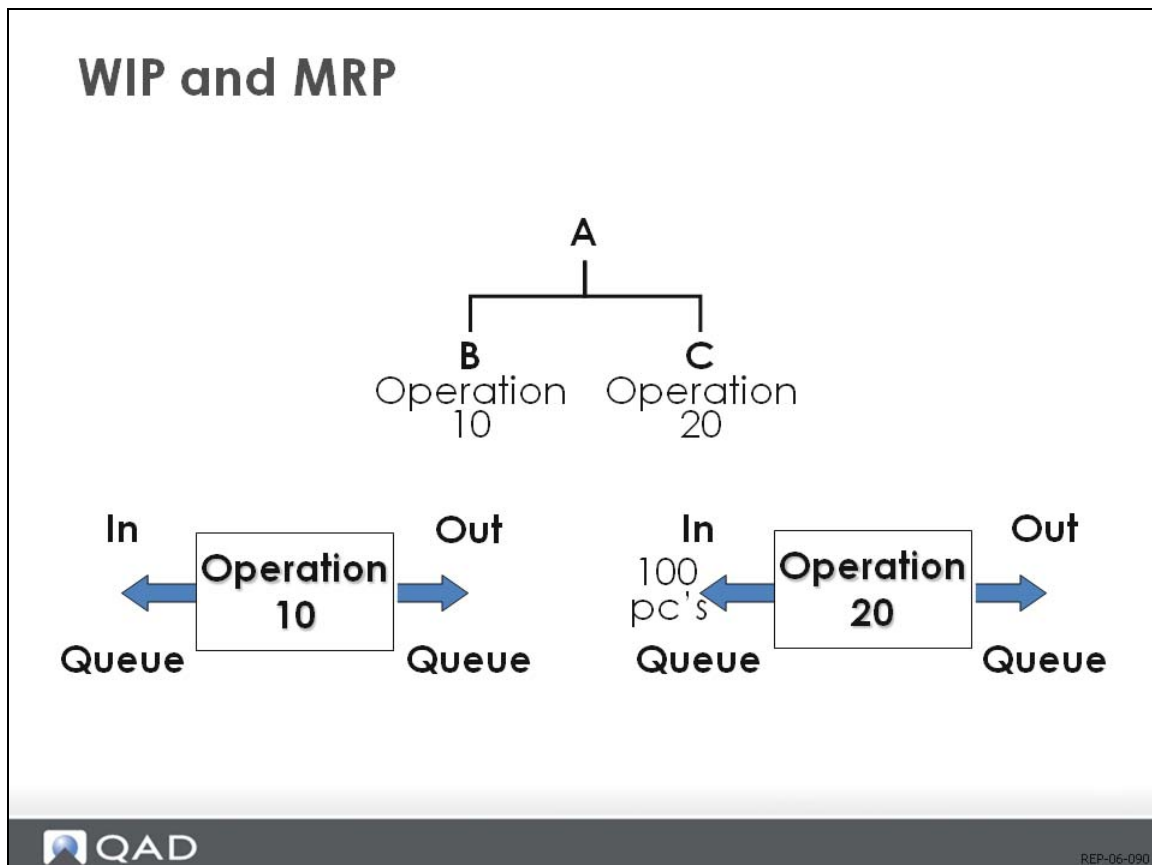 WIP and MRP
A
B
Operation
10
C
Operation
20
In
Queue
Operation
10
Out
Queue
In
100
pc's
Queue
Operation
20
Out
Queue
QAD
REP-06-090